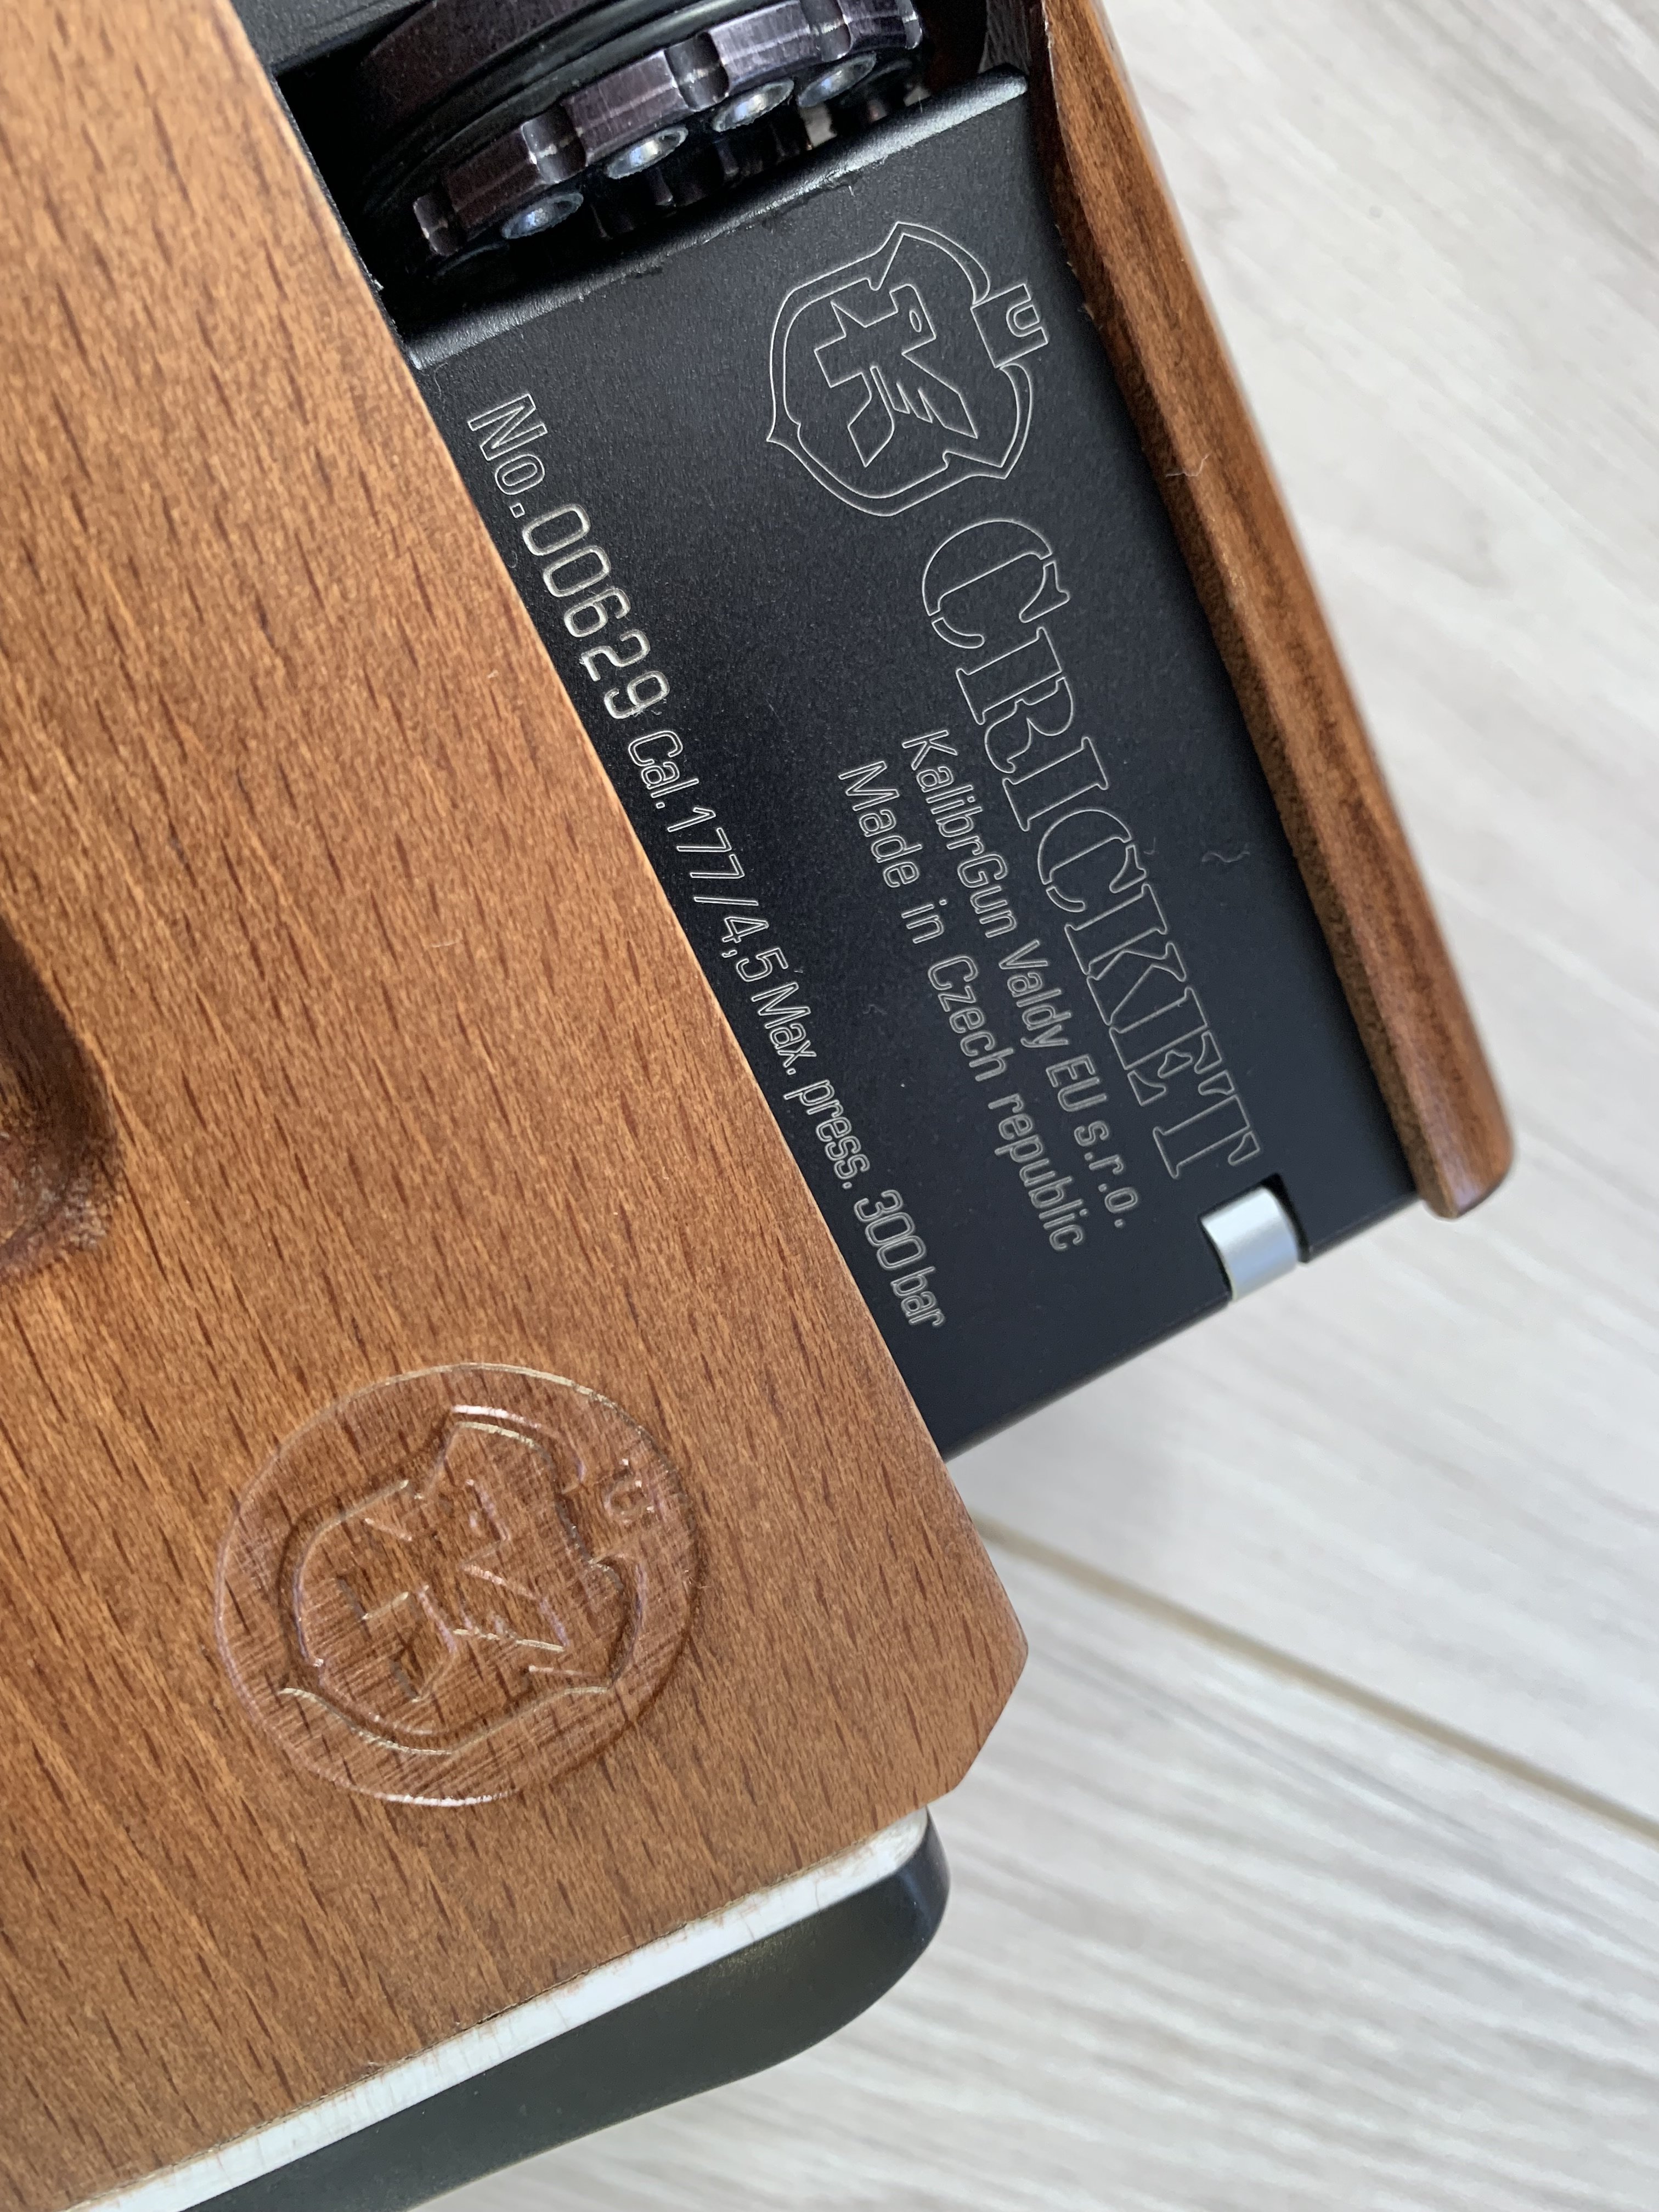 CRICKET
KalibrGun Valdy EU s.r.o.
Made in Czech republic
No.00629 Cal.177/4,5 Max. press. 300bar